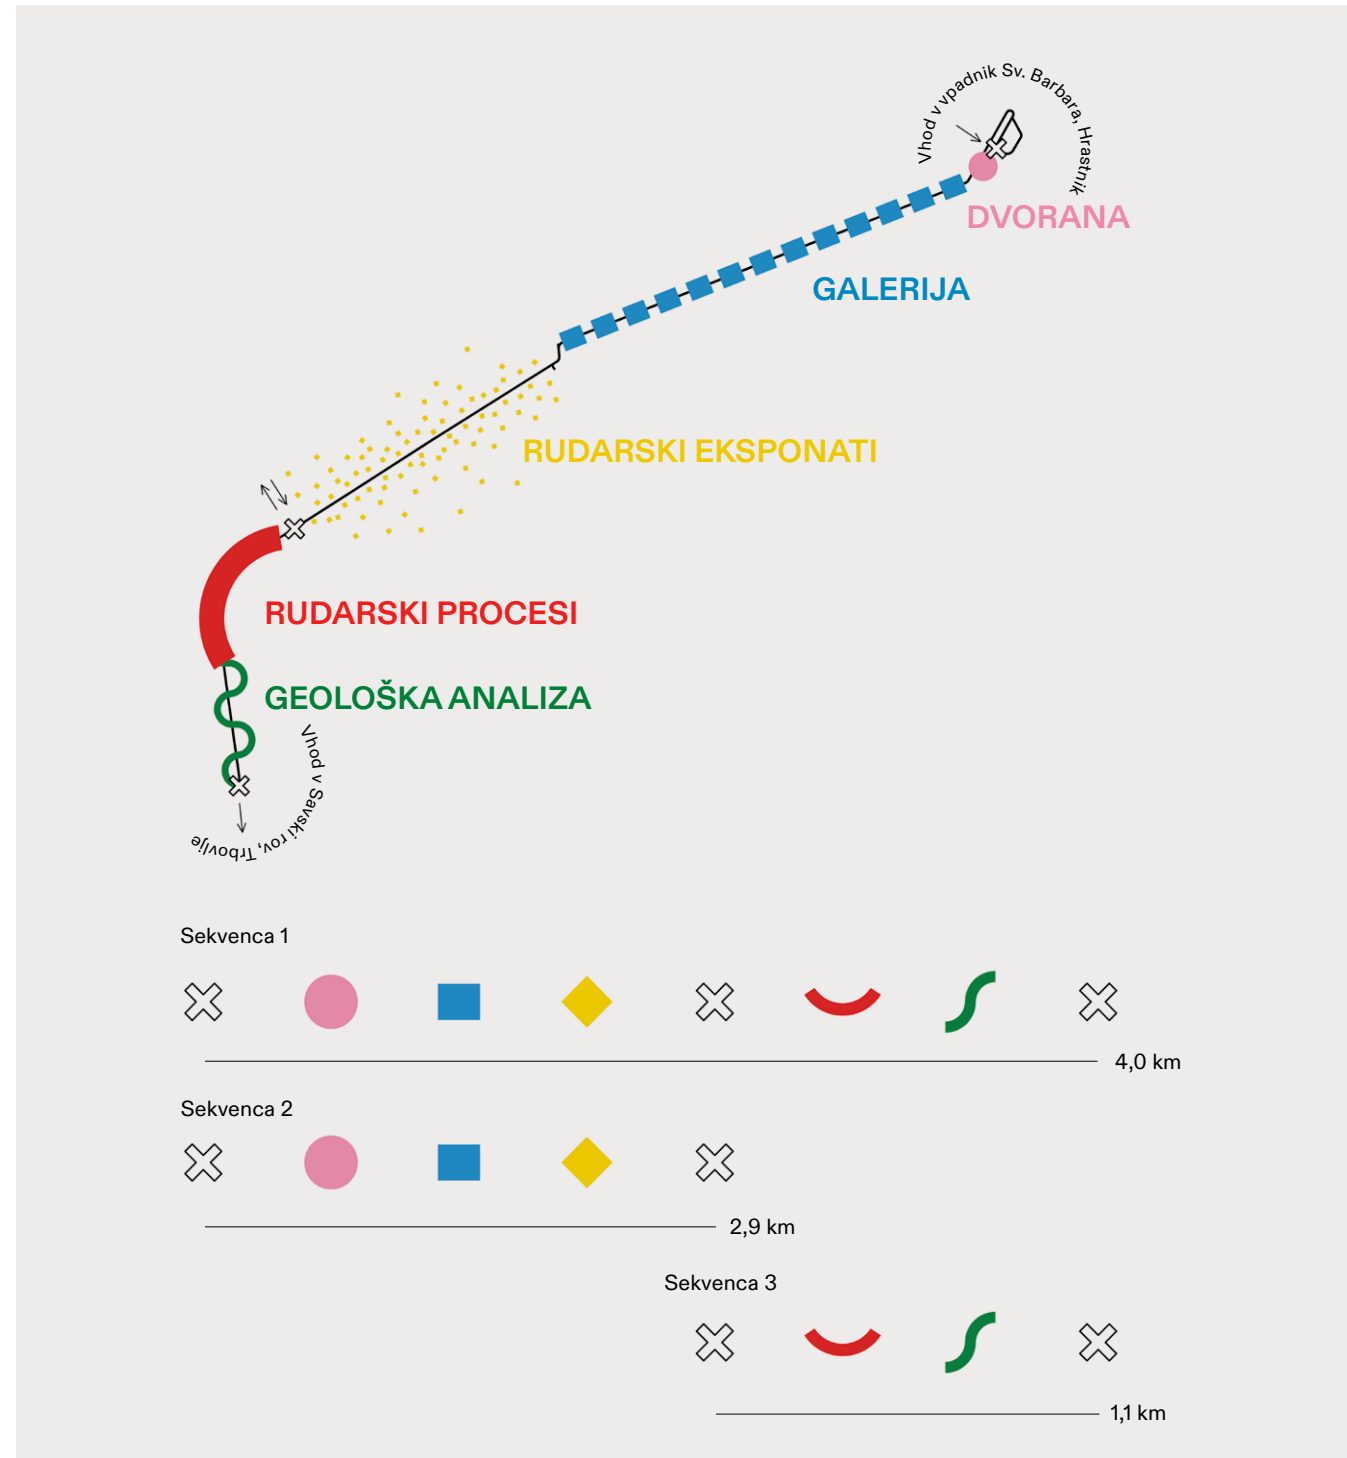 Vhod v vpadnik Sv. Barbara, Hrastnik
DVORANA
GALERIJA
RUDARSKI EKSPONATI
RUDARSKI PROCESI
GEOLOŠKA ANALIZA
Vhod v Savski rov, Trbovlje
Sekvenca 1
4,0 km
Sekvenca 2
2,9 km
Sekvenca 3
1,1 km